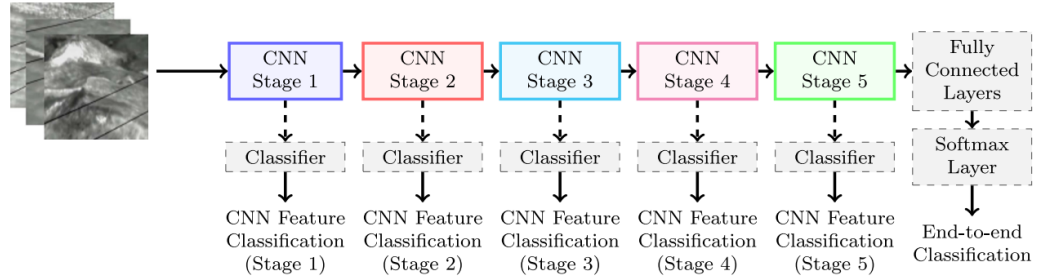 CNN
Stage 1
CNN
Stage 2
CNN
Stage 3
CNN
Stage 4
CNN
Stage 5
Fully
Connected
Layers
Classifier
Classifier
Classifier
Classifier
Classifier
Softmax
Layer
CNN Feature
Classification
(Stage 1)
CNN Feature
Classification
(Stage 2)
CNN Feature
Classification
(Stage 3)
CNN Feature
Classification
(Stage 4)
CNN Feature
Classification
(Stage 5)
End-to-end
Classification